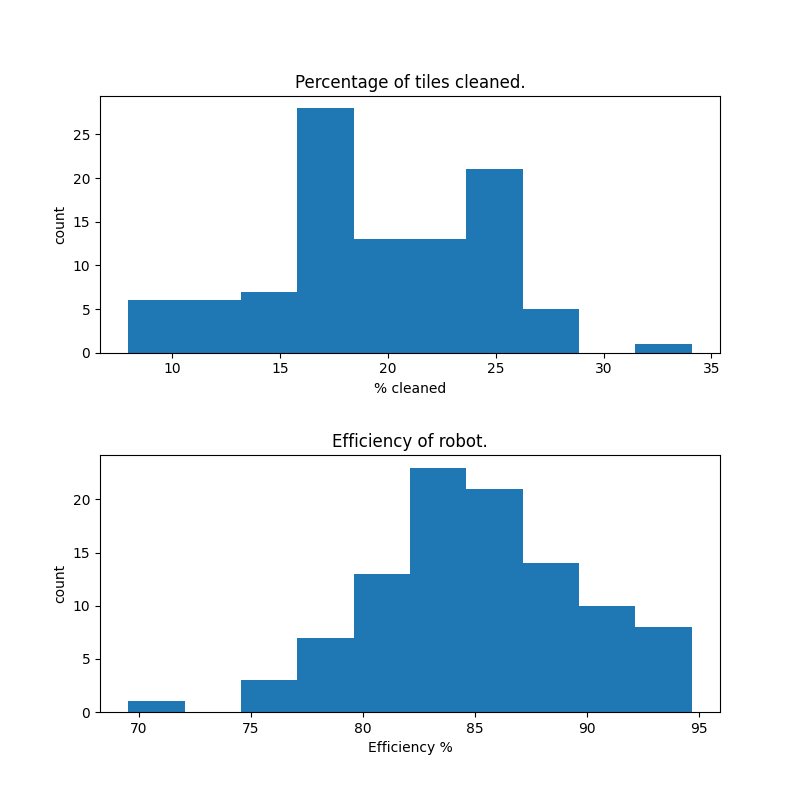 Percentage of tiles cleaned.
25
20
15
10
5
0
count
10 15 20 25 30 35
% cleaned
Efficiency of robot.
20
15
10
5
0
count
70 75 80 85 90 95
Efficiency %